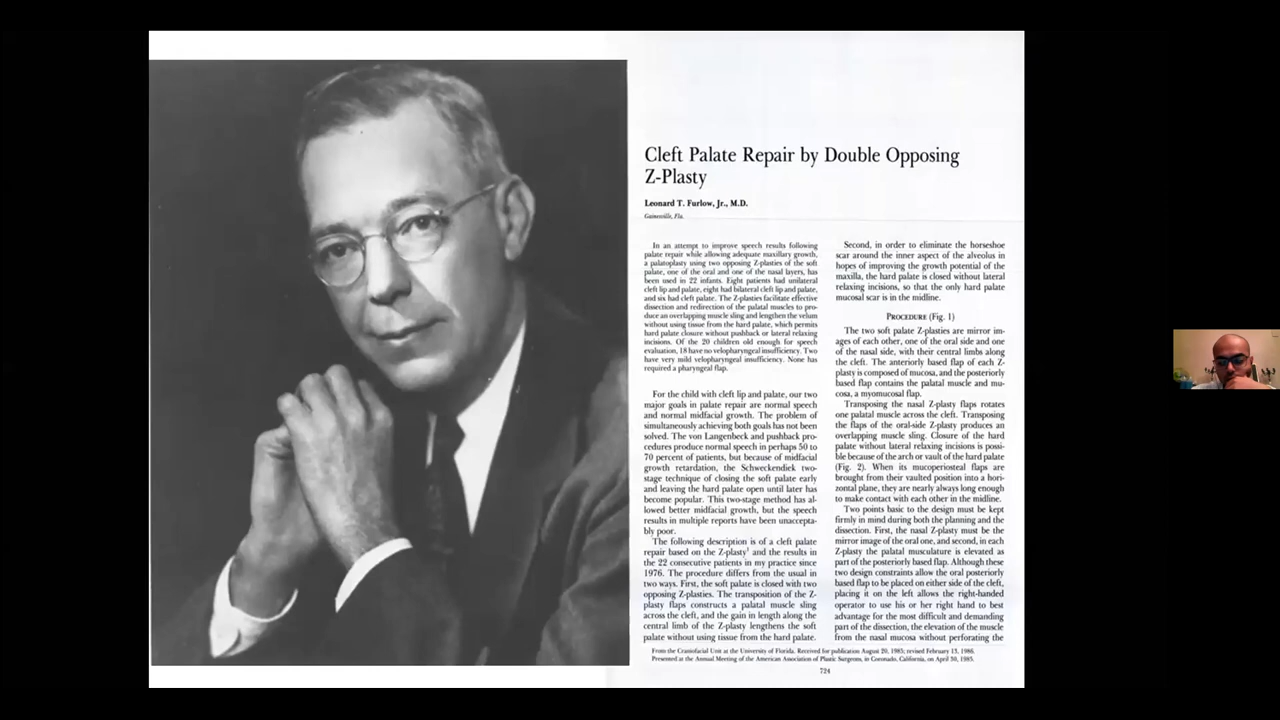 Cleft Palate Repair by Double Opposing
Z-Plasty
Leonard T. Furlow, Jr., M.D.
Gainesville, Fla.
In an attempt to improve speech results following
palate repair while allowing adequate maxillary growth,
a palatoplasty using two opposing Z-plasties of the soft
palate, one of the oral and one of the nasal layers, has
been used in 22 infants. Eight patients had unilateral
cleft lip and palate, eight had bilateral cleft lip and palate,
and six had cleft palate. The Z-plasties facilitate effective
dissection and redirection of the palatal muscles to pro-
duce an overlapping muscle sling and lengthen the velum
without using tissue from the hard palate, which permits
hard palate closure without pushback or lateral relaxing
incisions. Of the 20 children old enough for speech
evaluation, 18 have no velopharyngeal insufficiency. Two
have very mild velopharyngeal insufficiency. None has
required a pharyngeal flap.
For the child with cleft lip and palate, our two
major goals in palate repair are normal speech
and normal midfacial growth. The problem of
simultaneously achieving both goals has not been
solved. The von Langenbeck and pushback pro-
cedures produce normal speech in perhaps 50 to
70 percent of patients, but because of midfacial
growth retardation, the Schweckendiek two-
stage technique of closing the soft palate early
and leaving the hard palate open until later has
become popular. This two-stage method has al-
lowed better midfacial growth, but the speech
results in multiple reports have been unaccepta-
bly poor.
The following description is of a cleft palate
repair based on the Z-plasty¹ and the results in
the 22 consecutive patients in my practice since
1976. The procedure differs from the usual in
two ways. First, the soft palate is closed with two
opposing Z-plasties. The transposition of the Z-
plasty flaps constructs a palatal muscle sling
across the cleft, and the gain in length along the
central limb of the Z-plasty lengthens the soft
palate without using tissue from the hard palate.
Second, in order to eliminate the horseshoe
scar around the inner aspect of the alveolus in
hopes of improving the growth potential of the
maxilla, the hard palate is closed without lateral
relaxing incisions, so that the only hard palate
mucosal scar is in the midline.
PROCEDURE (Fig. 1)
The two soft palate Z-plasties are mirror im-
ages of each other, one of the oral side and one
of the nasal side, with their central limbs along
the cleft. The anteriorly based flap of each Z-
plasty is composed of mucosa, and the posteriorly
based flap contains the palatal muscle and mu-
cosa, a myomucosal flap.
Transposing the nasal Z-plasty flaps rotates
one palatal muscle across the cleft. Transposing
the flaps of the oral-side Z-plasty produces an
overlapping muscle sling. Closure of the hard
palate without lateral relaxing incisions is possi-
ble because of the arch or vault of the hard palate
(Fig. 2). When its mucoperiosteal flaps are
brought from their vaulted position into a hori-
zontal plane, they are nearly always long enough
to make contact with each other in the midline.
Two points basic to the design must be kept
firmly in mind during both the planning and the
dissection. First, the nasal Z-plasty must be the
mirror image of the oral one, and second, in each
Z-plasty the palatal musculature is elevated as
part of the posteriorly based flap. Although these
two design constraints allow the oral posteriorly
based flap to be placed on either side of the cleft,
placing it on the left allows the right-handed
operator to use his or her right hand to best
advantage for the most difficult and demanding
part of the dissection, the elevation of the muscle
from the nasal mucosa without perforating the
From the Craniofacial Unit at the University of Florida. Received for publication August 20, 1985; revised February 13, 1986.
Presented at the Annual Meeting of the American Association of Plastic Surgeons, in Coronado, California, on April 30, 1985.
724